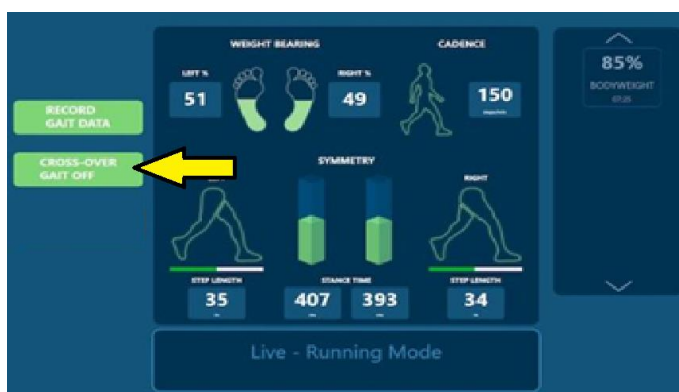 WEIGHT BEARING
CADENCE
LEFT %
RIGHT %
51
49
150
85%
BODYWEIGHT
RECORD
GAIT DATA
CROSS-OVER
GAIT OFF
SYMMETRY
RIGHT
STEP LENGTH
STANCE TIME
STEP LENGTH
35
407
393
34
Live - Running Mode